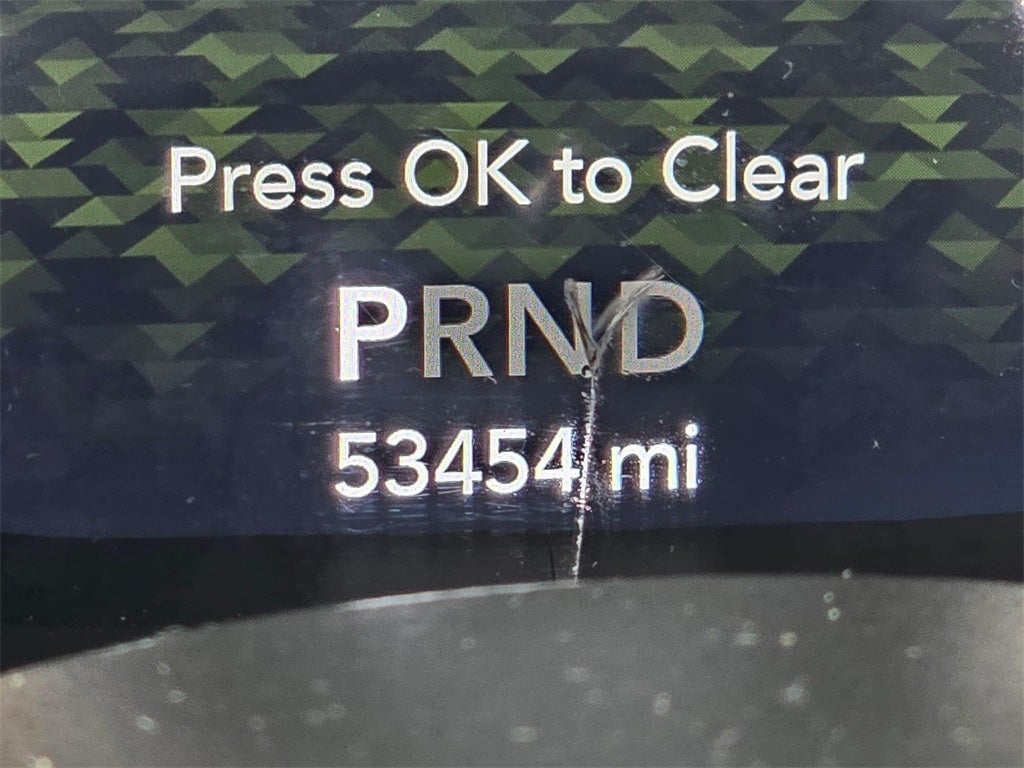 Press OK to Clear
PRND
53454 mi